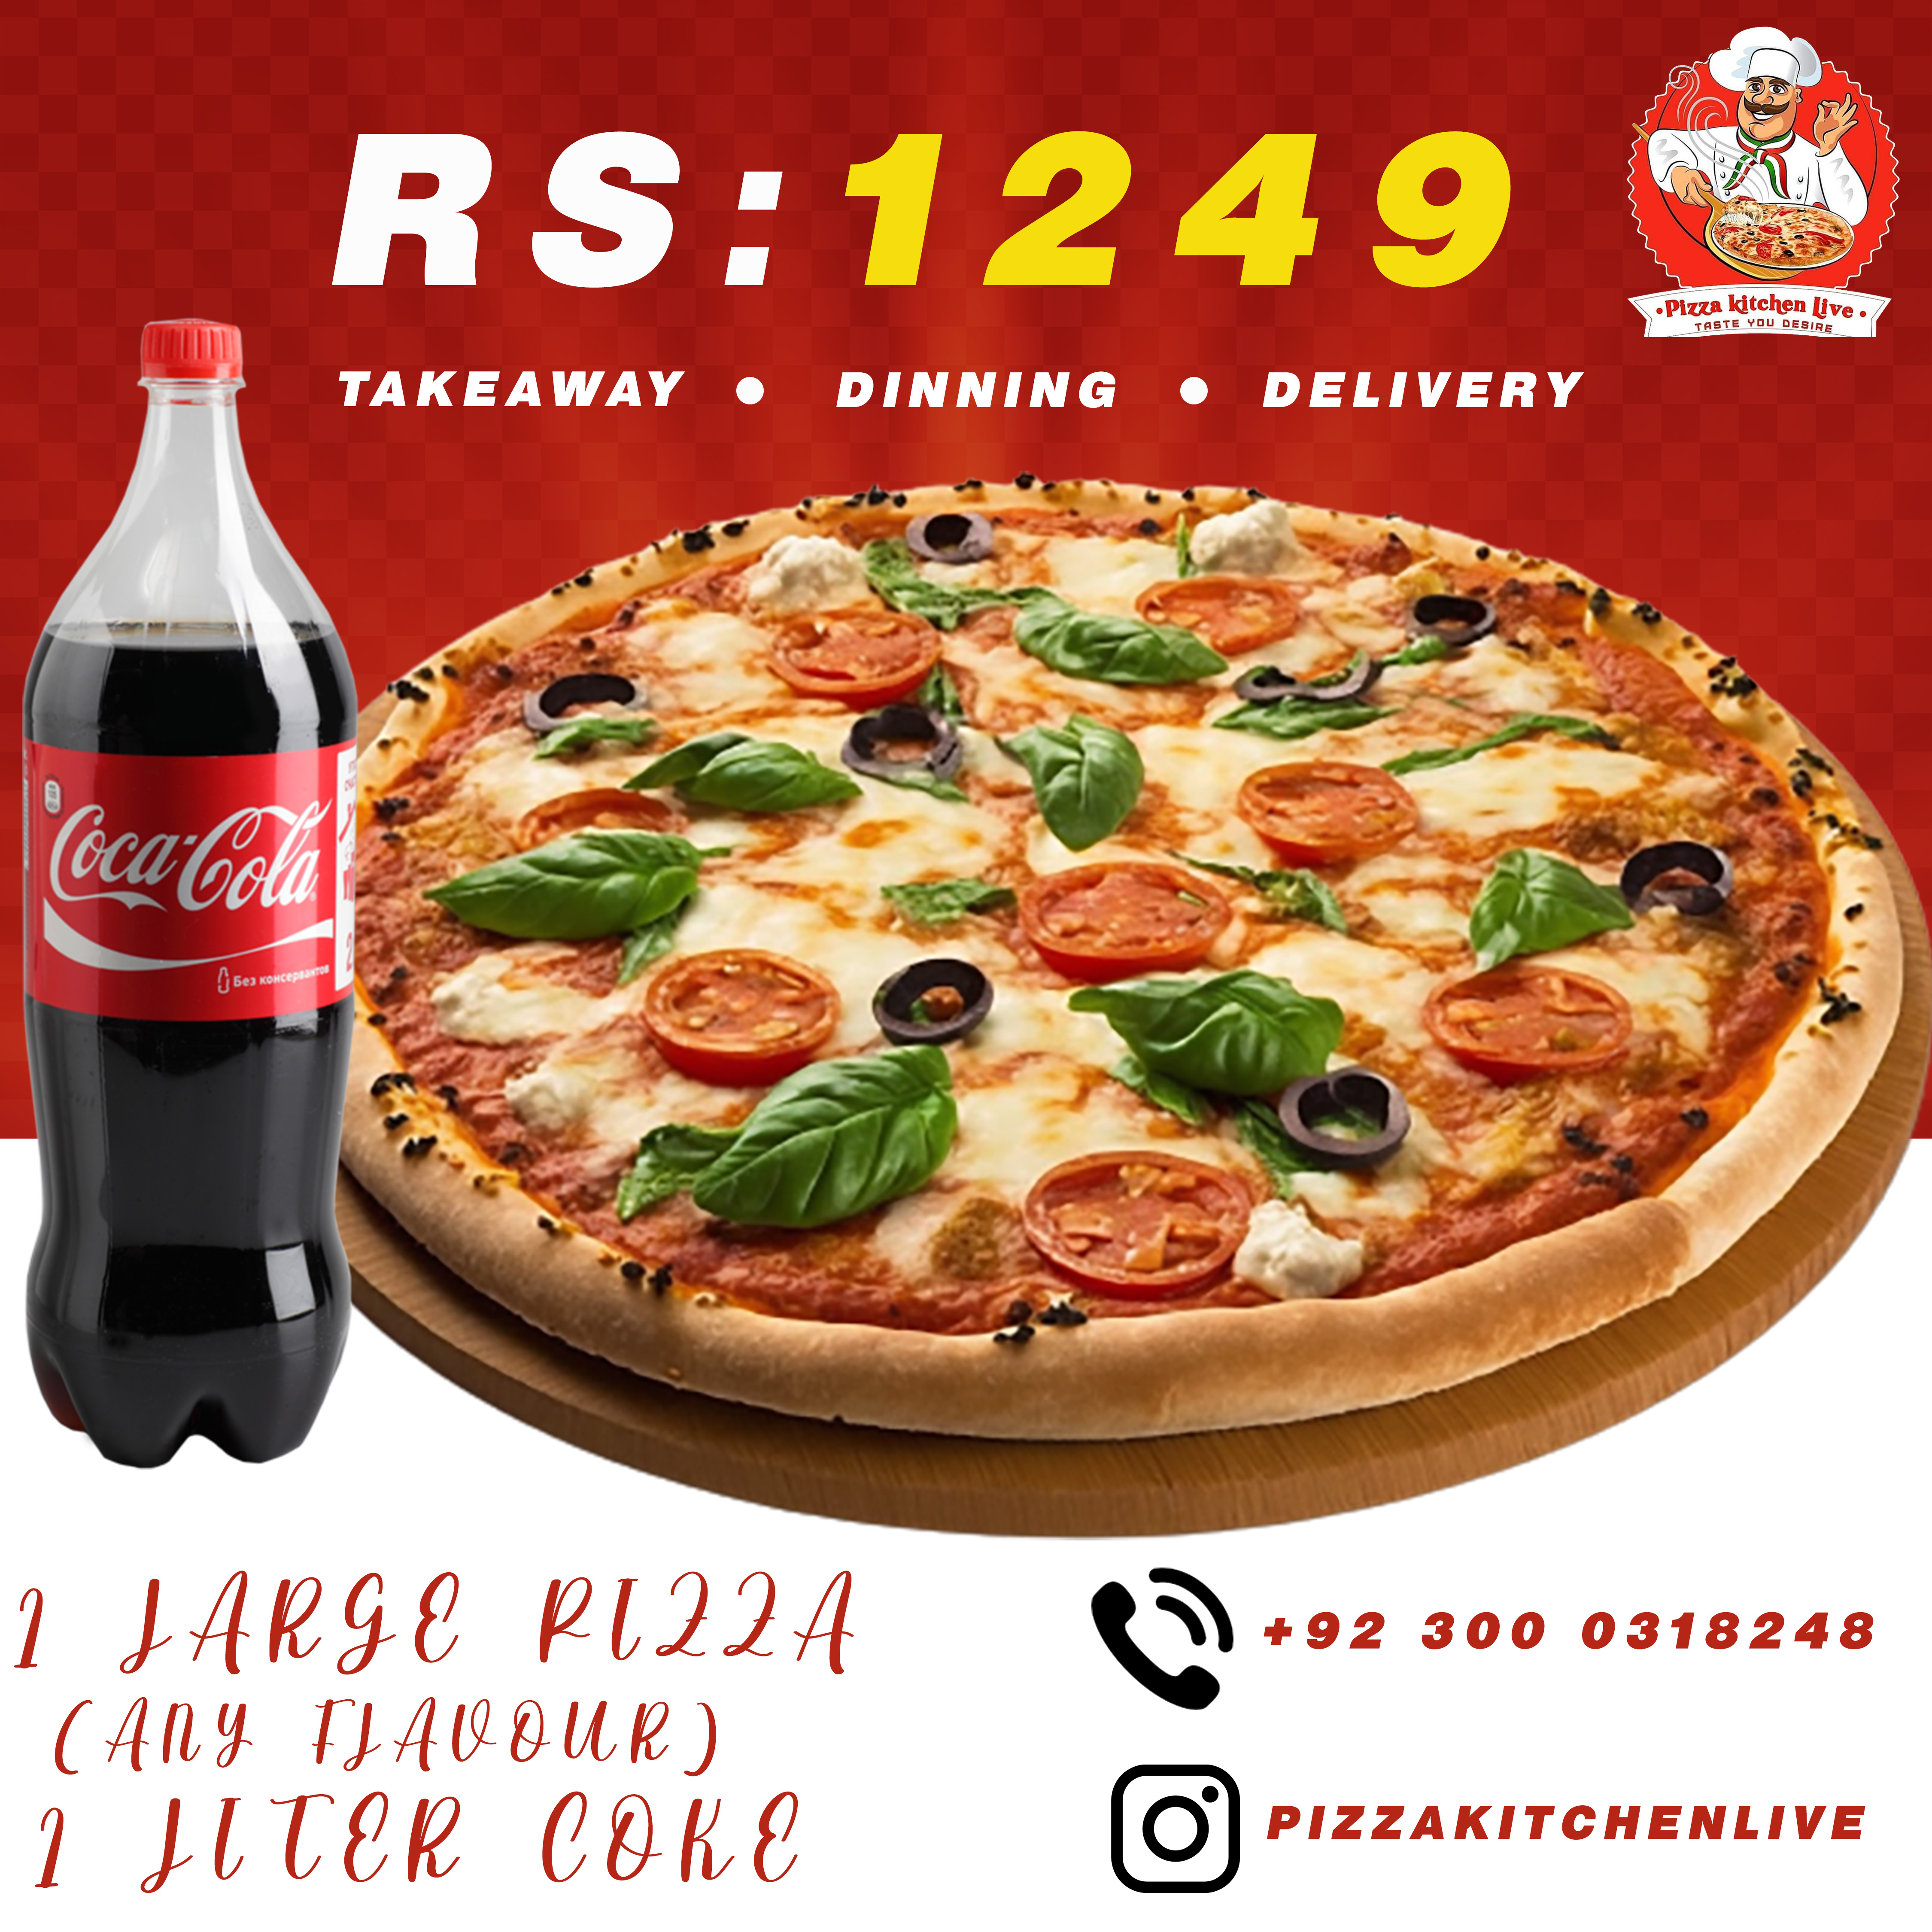 RS:1249
Pizza kitchen Live
TASTE YOU DESIRE
TAKEAWAY • DINNING • DELIVERY
Coca-Cola
Без консервантов
1 LARGE PIZZA
(ANY FLAVOUR)
1 LITER COKE
+92 300 0318248
PIZZAKITCHENLIVE